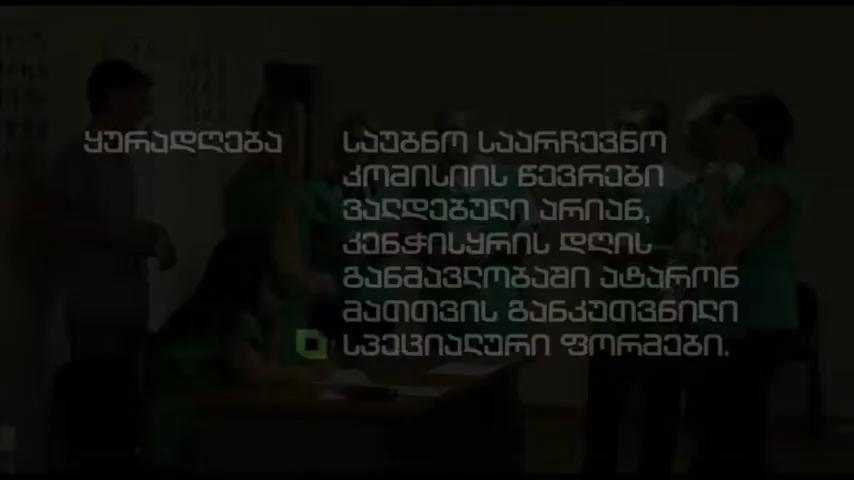 ყურადღება
საუბნო საარჩევნო
კომისიის წევრები
ვალდებული არიან,
კენჭისყრის დღის
განმავლობაში ატარონ
მათთვის განკუთვნილი
სპეციალური ფორმები.